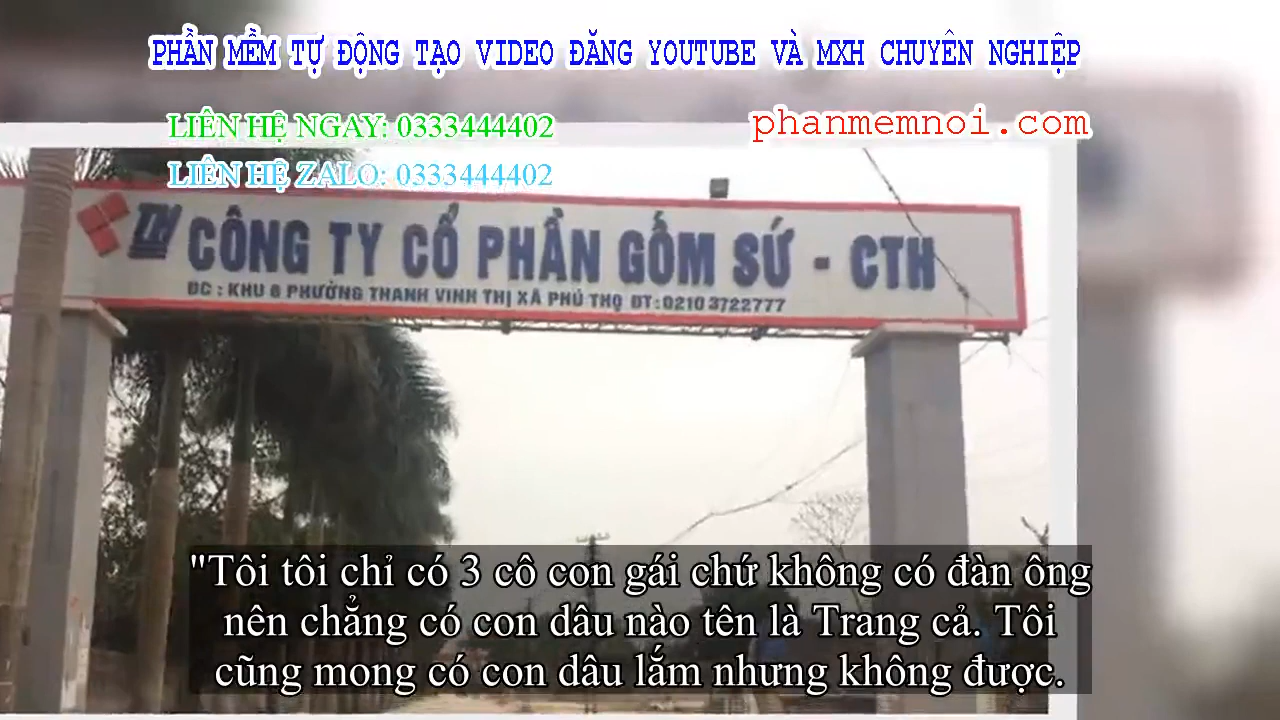 PHẦN MỀM TỰ ĐỘNG TẠO VIDEO ĐĂNG YOUTUBE VÀ MXH CHUYÊN NGHIỆP
LIÊN HỆ NGAY: 0333444402
phanmemnoi.com
LIÊN HỆ ZALO: 0333444402
TH CÔNG TY CỔ PHẦN GỐM SỨ - CTH
ĐC : KHU 6 PHƯỜNG THANH VINH THỊ XÃ PHÚ THỌ ĐT:0210 3722777
"Tôi tôi chỉ có 3 cô con gái chứ không có đàn ông
nên chẳng có con dâu nào tên là Trang cả. Tôi
cũng mong có con dâu lắm nhưng không được.